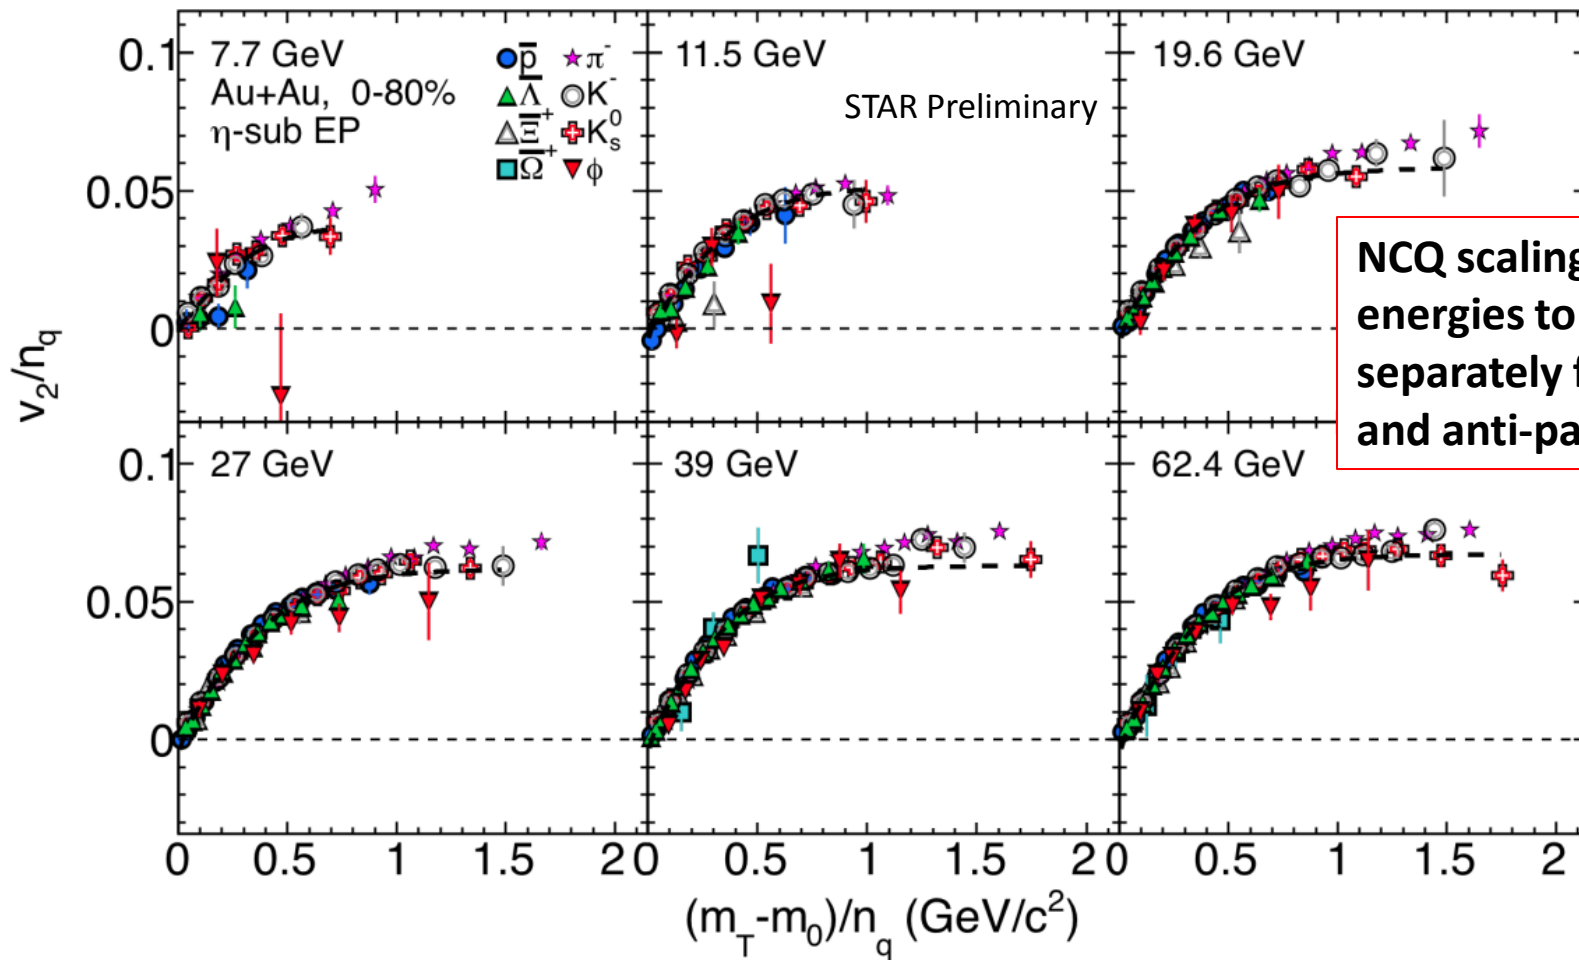 0.1
7.7 GeV
Au+Au, 0-80%
η-sub EP
p̅ π⁻
Λ̅ K⁻
Ξ̅⁺ K⁰ₛ
Ω̅⁺ φ
11.5 GeV
STAR Preliminary
19.6 GeV
0.05
0
NCQ scaling
energies to
separately f
and anti-pa
v₂/n_q
0.1
27 GeV
39 GeV
62.4 GeV
0.05
0
0 0.5 1 1.5 2 0 0.5 1 1.5 2 0 0.5 1 1.5 2
(m_T-m₀)/n_q (GeV/c²)